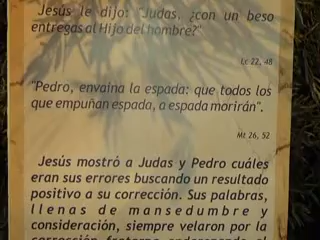 Jesús le dijo: "Judas, ¿con un beso
entregas al Hijo del hombre?"
Lc 22, 48
"Pedro, envaina la espada: que todos los
que empuñan espada, a espada morirán".
Mt 26, 52
Jesús mostró a Judas y Pedro cuáles
eran sus errores buscando un resultado
positivo a su corrección. Sus palabras,
llenas de mansedumbre y
consideración, siempre velaron por la